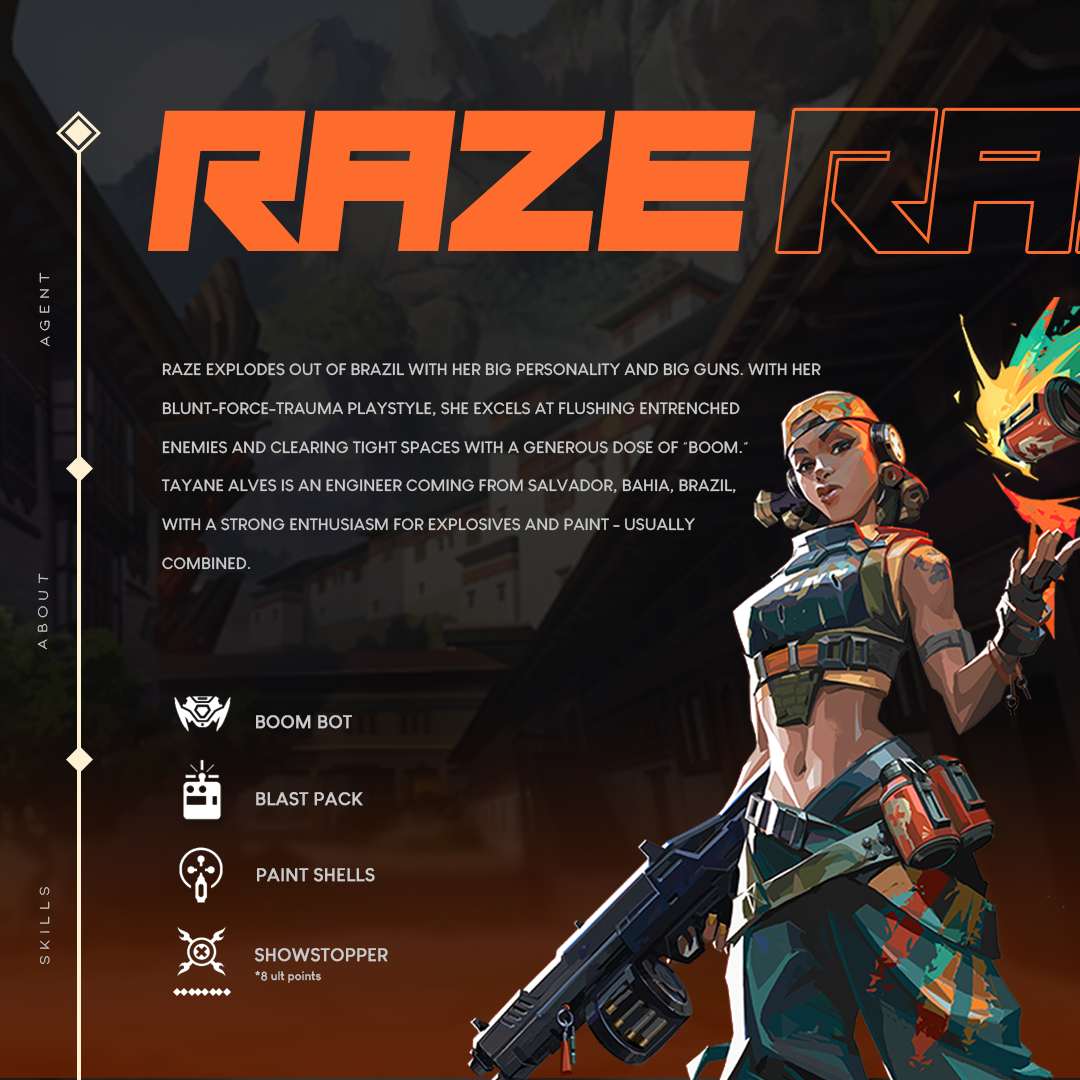 RAZE RA
AGENT
RAZE EXPLODES OUT OF BRAZIL WITH HER BIG PERSONALITY AND BIG GUNS. WITH HER
BLUNT-FORCE-TRAUMA PLAYSTYLE, SHE EXCELS AT FLUSHING ENTRENCHED
ENEMIES AND CLEARING TIGHT SPACES WITH A GENEROUS DOSE OF "BOOM."
TAYANE ALVES IS AN ENGINEER COMING FROM SALVADOR, BAHIA, BRAZIL,
WITH A STRONG ENTHUSIASM FOR EXPLOSIVES AND PAINT - USUALLY
COMBINED.
ABOUT
BOOM BOT
BLAST PACK
PAINT SHELLS
SKILLS
SHOWSTOPPER
*8 ult points